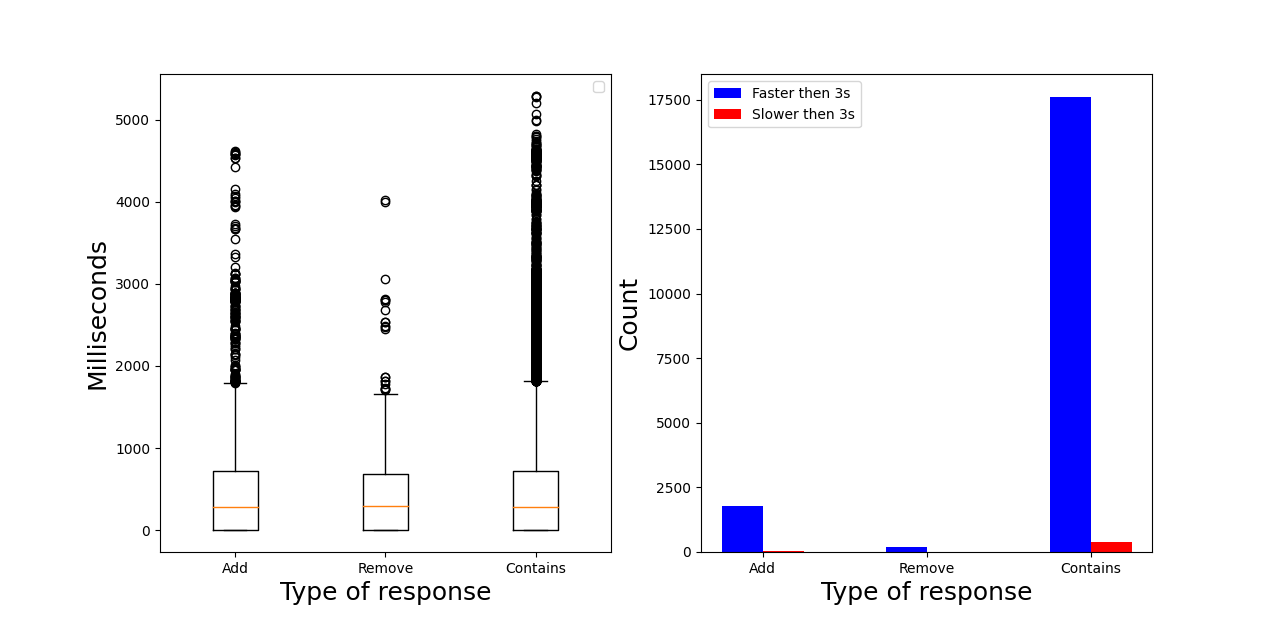 5000
4000
3000
2000
1000
0
Milliseconds
Add Remove Contains
Type of response
Faster then 3s
Slower then 3s
17500
15000
12500
10000
7500
5000
2500
0
Count
Add Remove Contains
Type of response